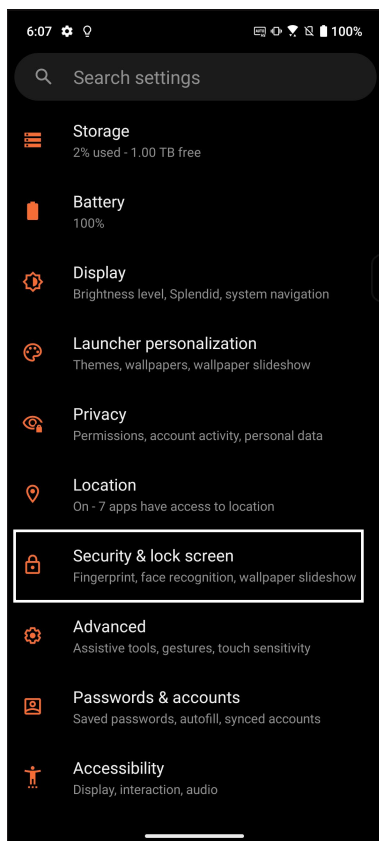 6:07 100%
Search settings
Storage
2% used - 1.00 TB free
Battery
100%
Display
Brightness level, Splendid, system navigation
Launcher personalization
Themes, wallpapers, wallpaper slideshow
Privacy
Permissions, account activity, personal data
Location
On - 7 apps have access to location
Security & lock screen
Fingerprint, face recognition, wallpaper slideshow
Advanced
Assistive tools, gestures, touch sensitivity
Passwords & accounts
Saved passwords, autofill, synced accounts
Accessibility
Display, interaction, audio